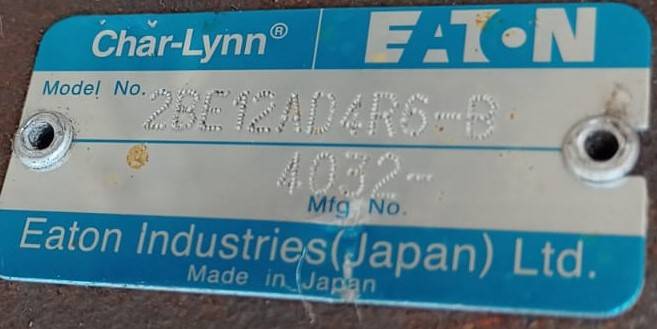 Char-Lynn® EATON
Model No. 2BE12AD4R6-B
4032-
Mfg No.
Eaton Industries(Japan) Ltd.
Made in Japan